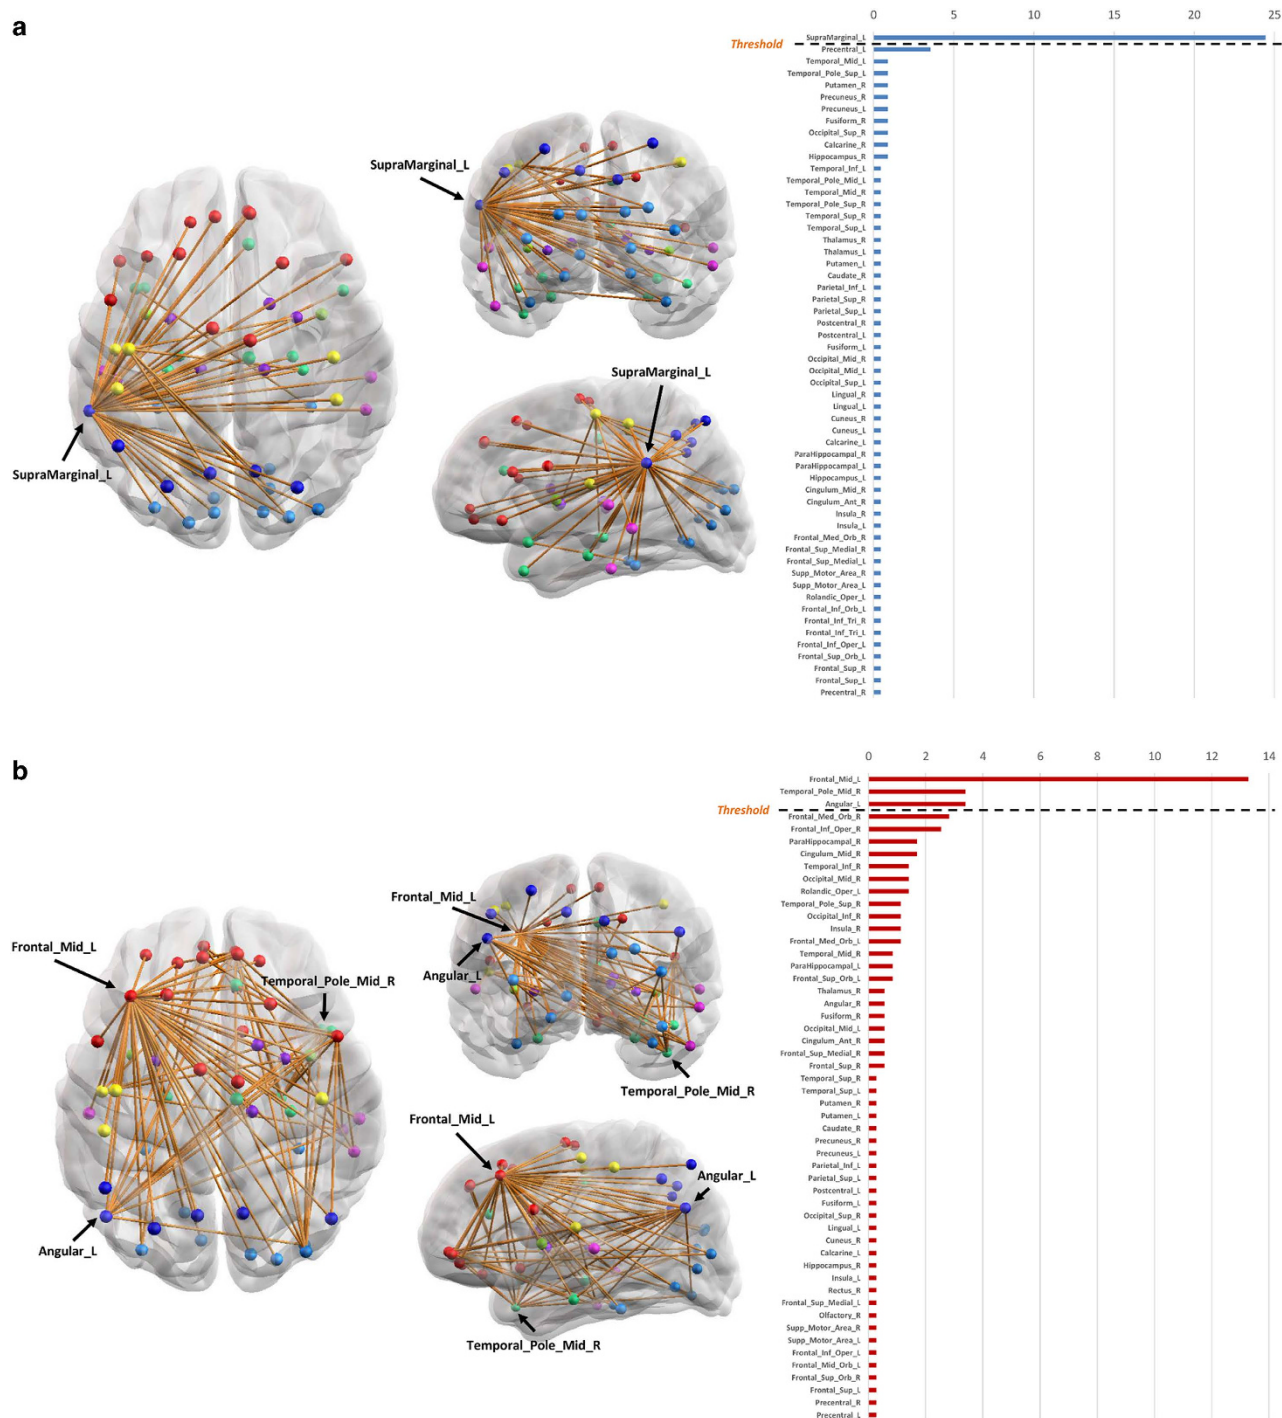 a
0 5 10 15 20 25
SupraMarginal_L
Threshold
Precentral_L
Temporal_Mid_L
Temporal_Pole_Sup_L
Putamen_R
Precuneus_R
Precuneus_L
Fusiform_R
Occipital_Sup_R
Calcarine_R
Hippocampus_R
Temporal_Inf_L
Temporal_Pole_Mid_L
Temporal_Mid_R
Temporal_Pole_Sup_R
Temporal_Sup_R
Temporal_Sup_L
Thalamus_R
Thalamus_L
Putamen_L
Caudate_R
Parietal_Inf_L
Parietal_Sup_R
Parietal_Sup_L
Postcentral_R
Postcentral_L
Fusiform_L
Occipital_Mid_R
Occipital_Mid_L
Occipital_Sup_L
Lingual_R
Lingual_L
Cuneus_R
Cuneus_L
Calcarine_L
ParaHippocampal_R
ParaHippocampal_L
Hippocampus_L
Cingulum_Mid_R
Cingulum_Ant_R
Insula_R
Insula_L
Frontal_Med_Orb_R
Frontal_Sup_Medial_R
Frontal_Sup_Medial_L
Supp_Motor_Area_R
Supp_Motor_Area_L
Rolandic_Oper_L
Frontal_Inf_Orb_L
Frontal_Inf_Tri_R
Frontal_Inf_Tri_L
Frontal_Inf_Oper_L
Frontal_Sup_Orb_L
Frontal_Sup_R
Frontal_Sup_L
Precentral_R
SupraMarginal_L
SupraMarginal_L
SupraMarginal_L
b
0 2 4 6 8 10 12 14
Frontal_Mid_L
Temporal_Pole_Mid_R
Angular_L
Threshold
Frontal_Med_Orb_R
Frontal_Inf_Oper_R
ParaHippocampal_R
Cingulum_Mid_R
Temporal_Inf_R
Occipital_Mid_R
Rolandic_Oper_L
Temporal_Pole_Sup_R
Occipital_Inf_R
Insula_R
Frontal_Med_Orb_L
Temporal_Mid_R
ParaHippocampal_L
Frontal_Sup_Orb_L
Thalamus_R
Angular_R
Fusiform_R
Occipital_Mid_L
Cingulum_Ant_R
Frontal_Sup_Medial_R
Frontal_Sup_R
Temporal_Sup_R
Temporal_Sup_L
Putamen_R
Putamen_L
Caudate_R
Precuneus_R
Precuneus_L
Parietal_Inf_L
Parietal_Sup_L
Postcentral_L
Fusiform_L
Occipital_Sup_R
Lingual_L
Cuneus_R
Calcarine_L
Hippocampus_R
Insula_L
Rectus_R
Frontal_Sup_Medial_L
Olfactory_R
Supp_Motor_Area_R
Supp_Motor_Area_L
Frontal_Inf_Oper_L
Frontal_Mid_Orb_L
Frontal_Sup_Orb_R
Frontal_Sup_L
Precentral_R
Precentral_L
Frontal_Mid_L
Temporal_Pole_Mid_R
Angular_L
Frontal_Mid_L
Angular_L
Temporal_Pole_Mid_R
Frontal_Mid_L
Angular_L
Temporal_Pole_Mid_R